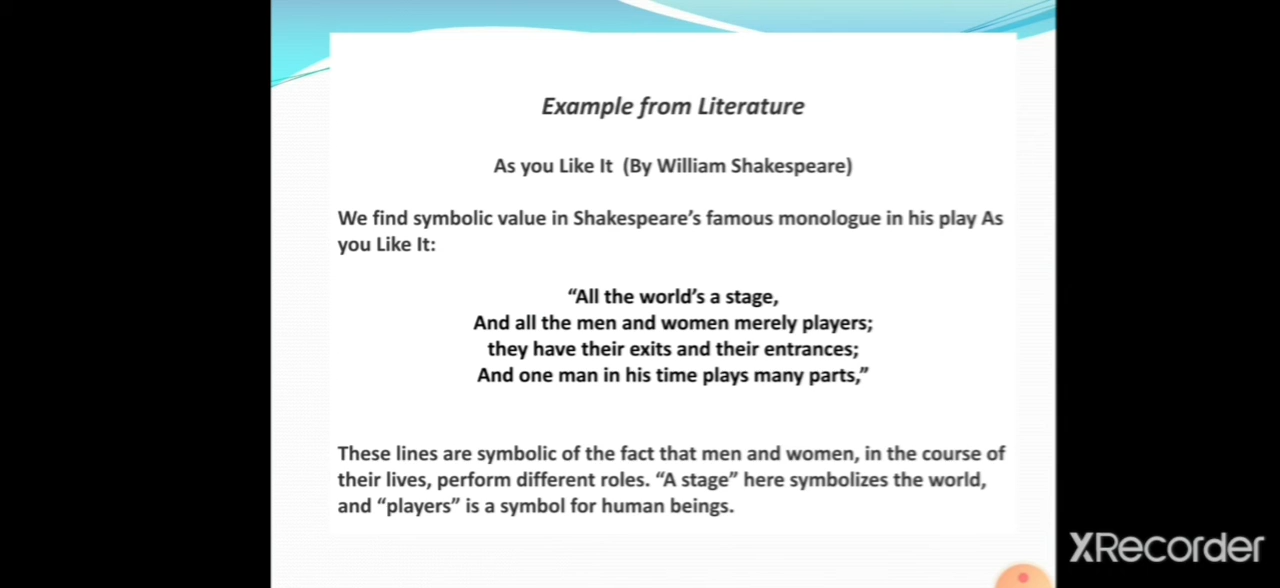 Example from Literature
As you Like It (By William Shakespeare)
We find symbolic value in Shakespeare's famous monologue in his play As
you Like It:
“All the world's a stage,
And all the men and women merely players;
they have their exits and their entrances;
And one man in his time plays many parts,”
These lines are symbolic of the fact that men and women, in the course of
their lives, perform different roles. “A stage” here symbolizes the world,
and “players” is a symbol for human beings.
XRecorder